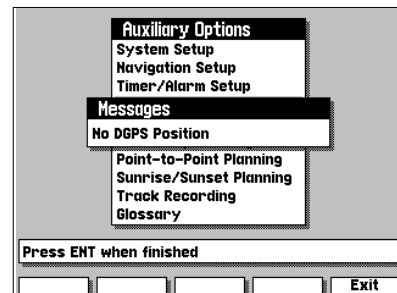 Auxiliary Options
System Setup
Navigation Setup
Timer/Alarm Setup
Messages
No DGPS Position
Point-to-Point Planning
Sunrise/Sunset Planning
Track Recording
Glossary
Press ENT when finished
Exit